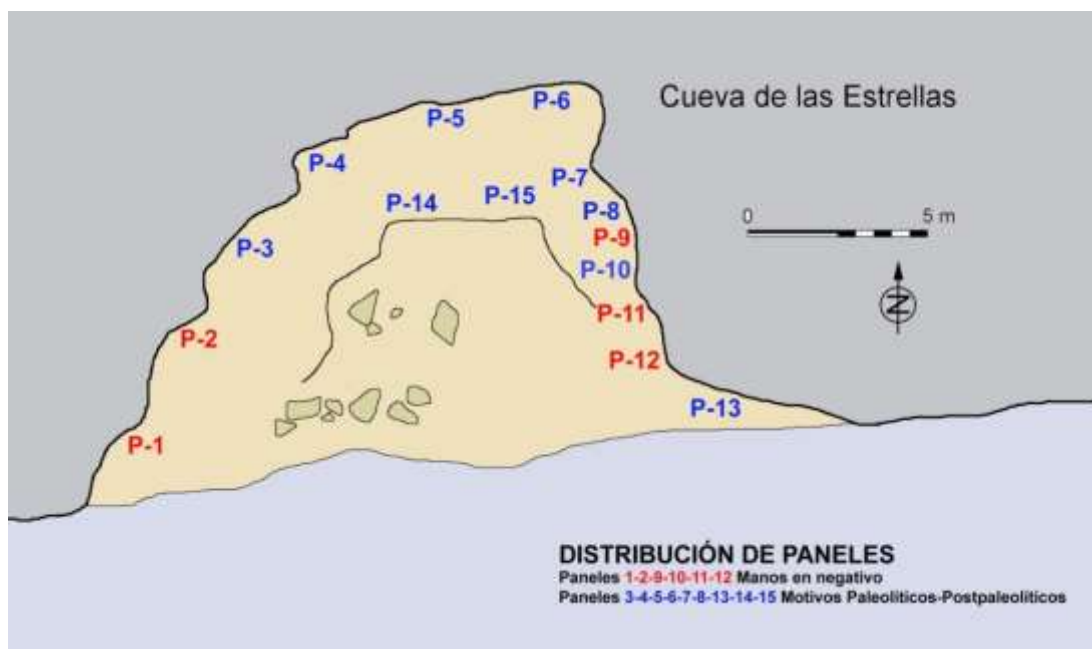 Cueva de las Estrellas
P-6
P-5
P-4
P-7
P-14
P-15
P-8
P-9
P-3
P-10
0 5 m
N
P-11
P-2
P-12
P-13
P-1
DISTRIBUCIÓN DE PANELES
Paneles 1-2-9-10-11-12 Manos en negativo
Paneles 3-4-5-6-7-8-13-14-15 Motivos Paleolíticos-Postpaleolíticos